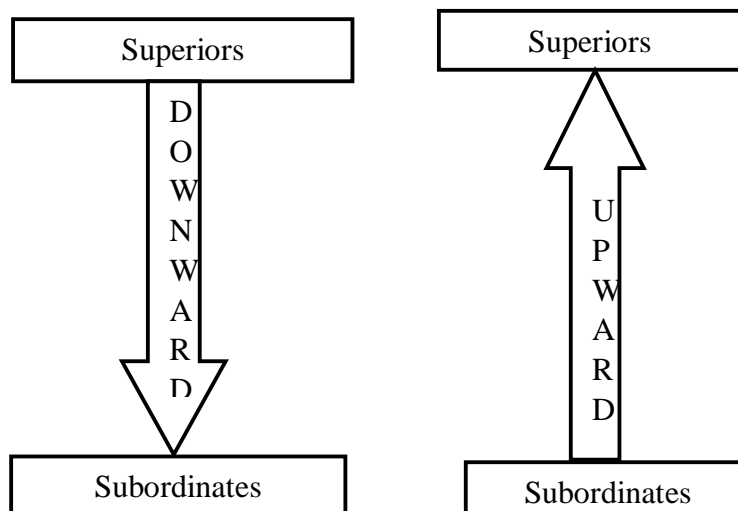 Superiors
D
O
W
N
W
A
R
D
Subordinates
Superiors
U
P
W
A
R
D
Subordinates